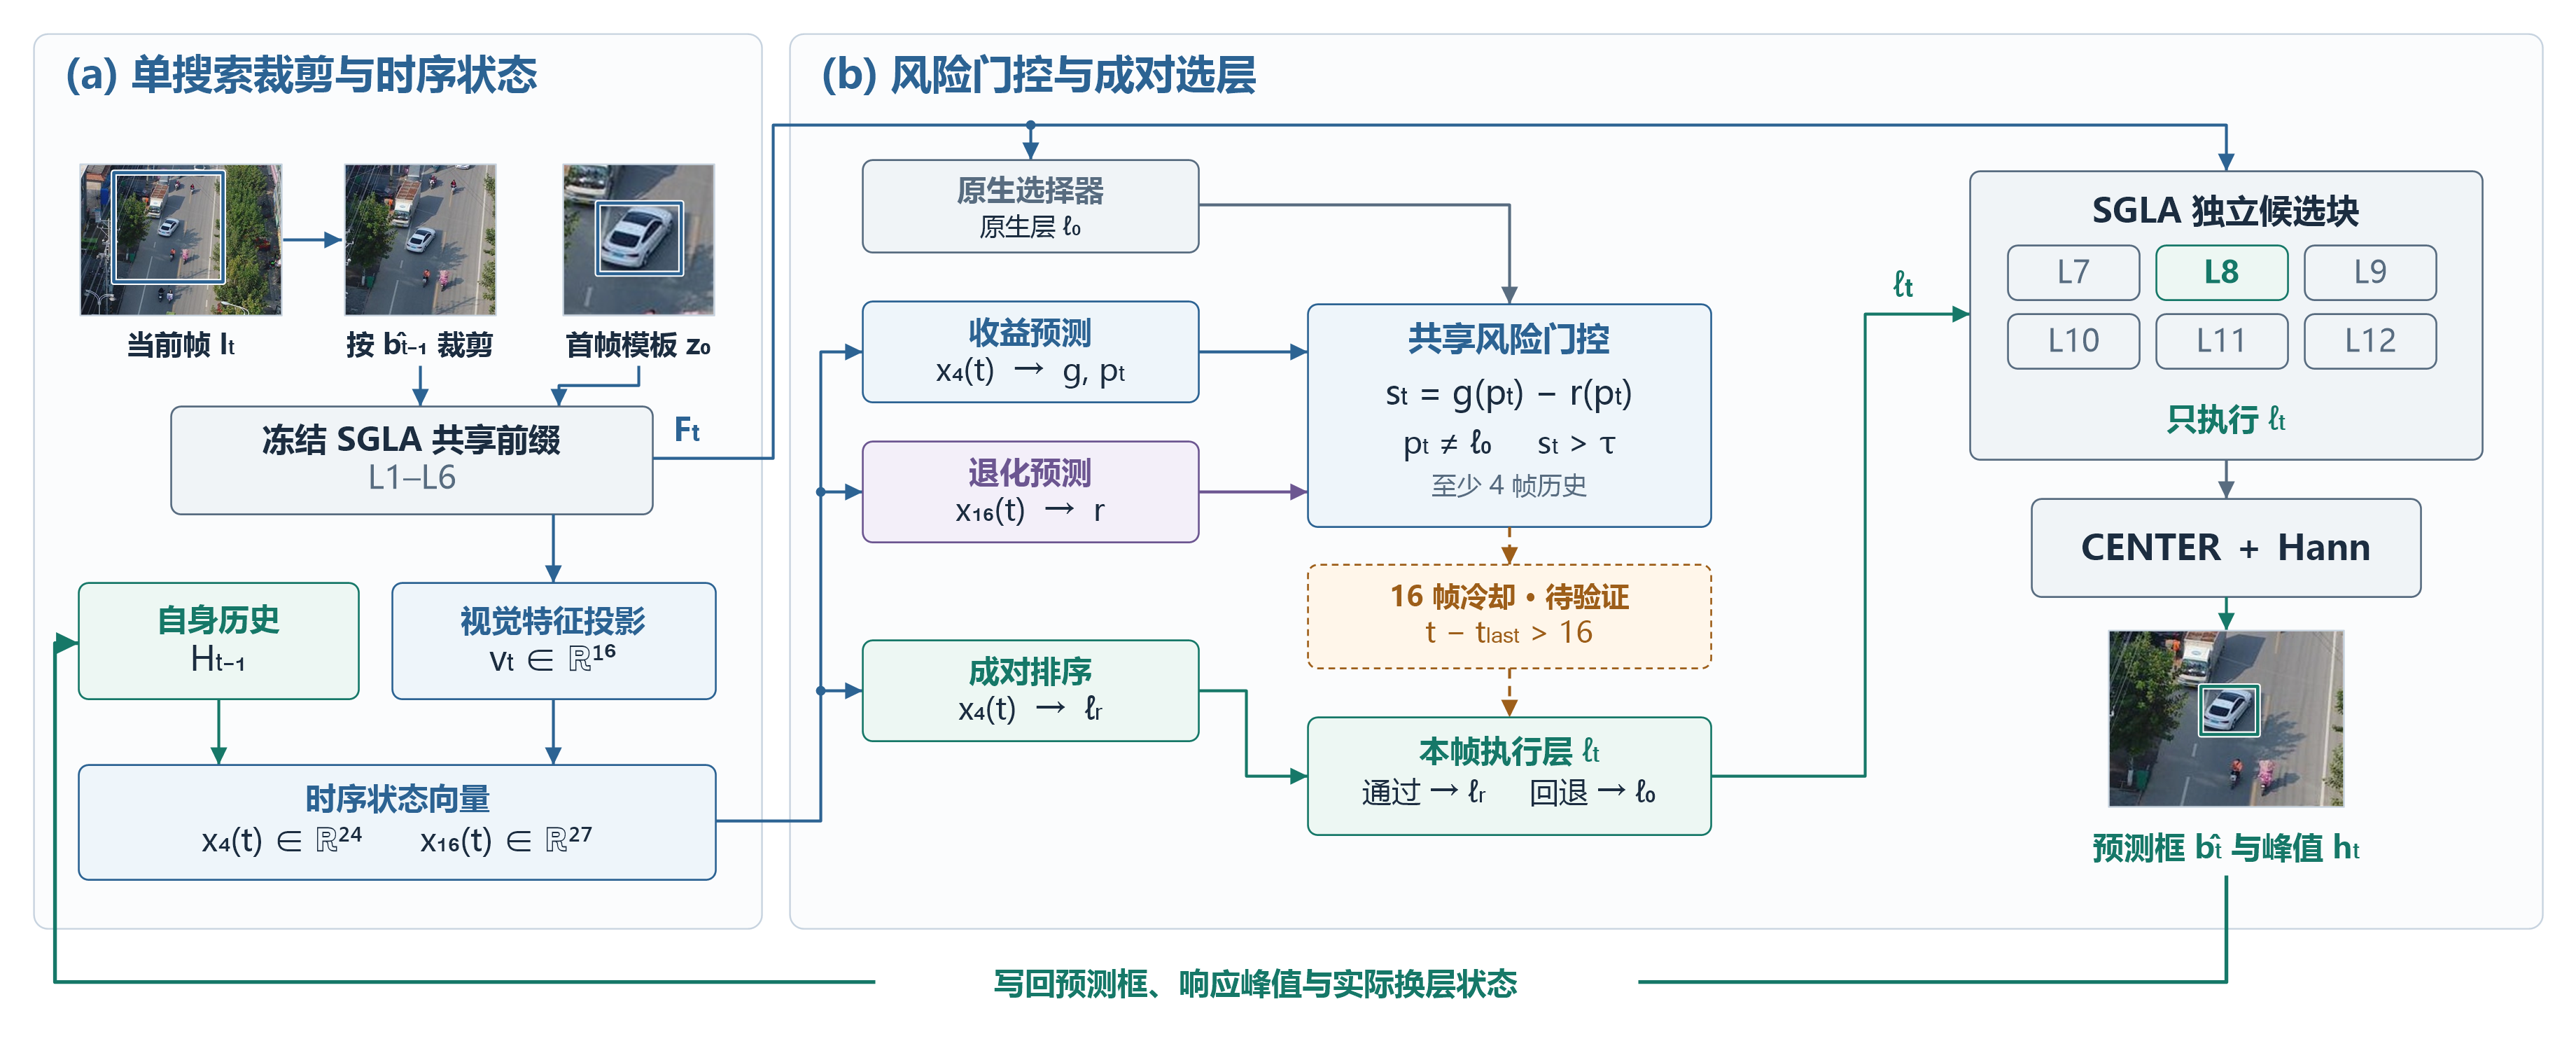 (a) 单搜索裁剪与时序状态
当前帧 Iₜ
按 b̂ₜ₋₁ 裁剪
首帧模板 z₀
冻结 SGLA 共享前缀
L1–L6
Fₜ
自身历史
Hₜ₋₁
视觉特征投影
vₜ ∈ ℝ¹⁶
时序状态向量
x₄(t) ∈ ℝ²⁴ x₁₆(t) ∈ ℝ²⁷
(b) 风险门控与成对选层
原生选择器
原生层 ℓ₀
收益预测
x₄(t) → g, pₜ
退化预测
x₁₆(t) → r
成对排序
x₄(t) → ℓᵣ
共享风险门控
sₜ = g(pₜ) − r(pₜ)
pₜ ≠ ℓ₀ sₜ > τ
至少 4 帧历史
16 帧冷却 · 待验证
t − t_last > 16
本帧执行层 ℓₜ
通过 → ℓᵣ 回退 → ℓ₀
ℓₜ
SGLA 独立候选块
L7 L8 L9
L10 L11 L12
只执行 ℓₜ
CENTER + Hann
预测框 b̂ₜ 与峰值 hₜ
写回预测框、响应峰值与实际换层状态